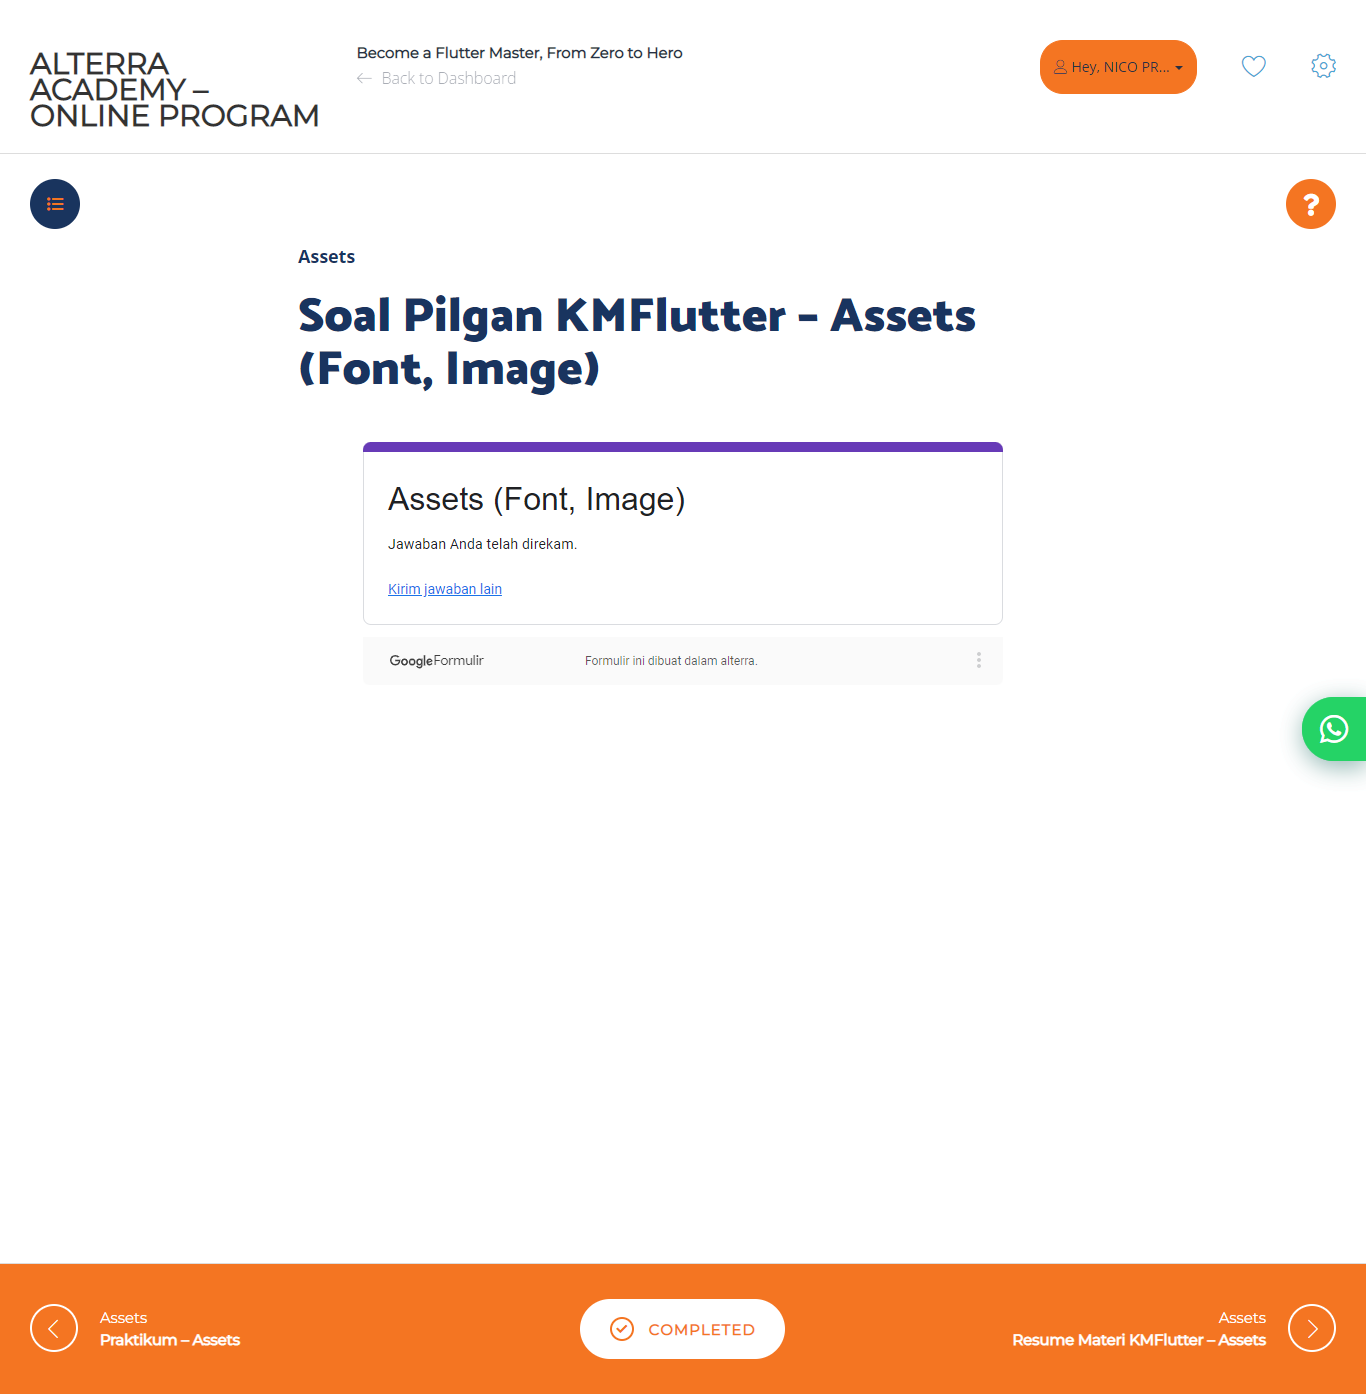 ALTERRA
ACADEMY –
ONLINE PROGRAM
Become a Flutter Master, From Zero to Hero
Back to Dashboard
Hey, NICO PR...
Assets
Soal Pilgan KMFlutter – Assets
(Font, Image)
Assets (Font, Image)
Jawaban Anda telah direkam.
Kirim jawaban lain
Google Formulir
Formulir ini dibuat dalam alterra.
Assets
Praktikum – Assets
COMPLETED
Assets
Resume Materi KMFlutter – Assets